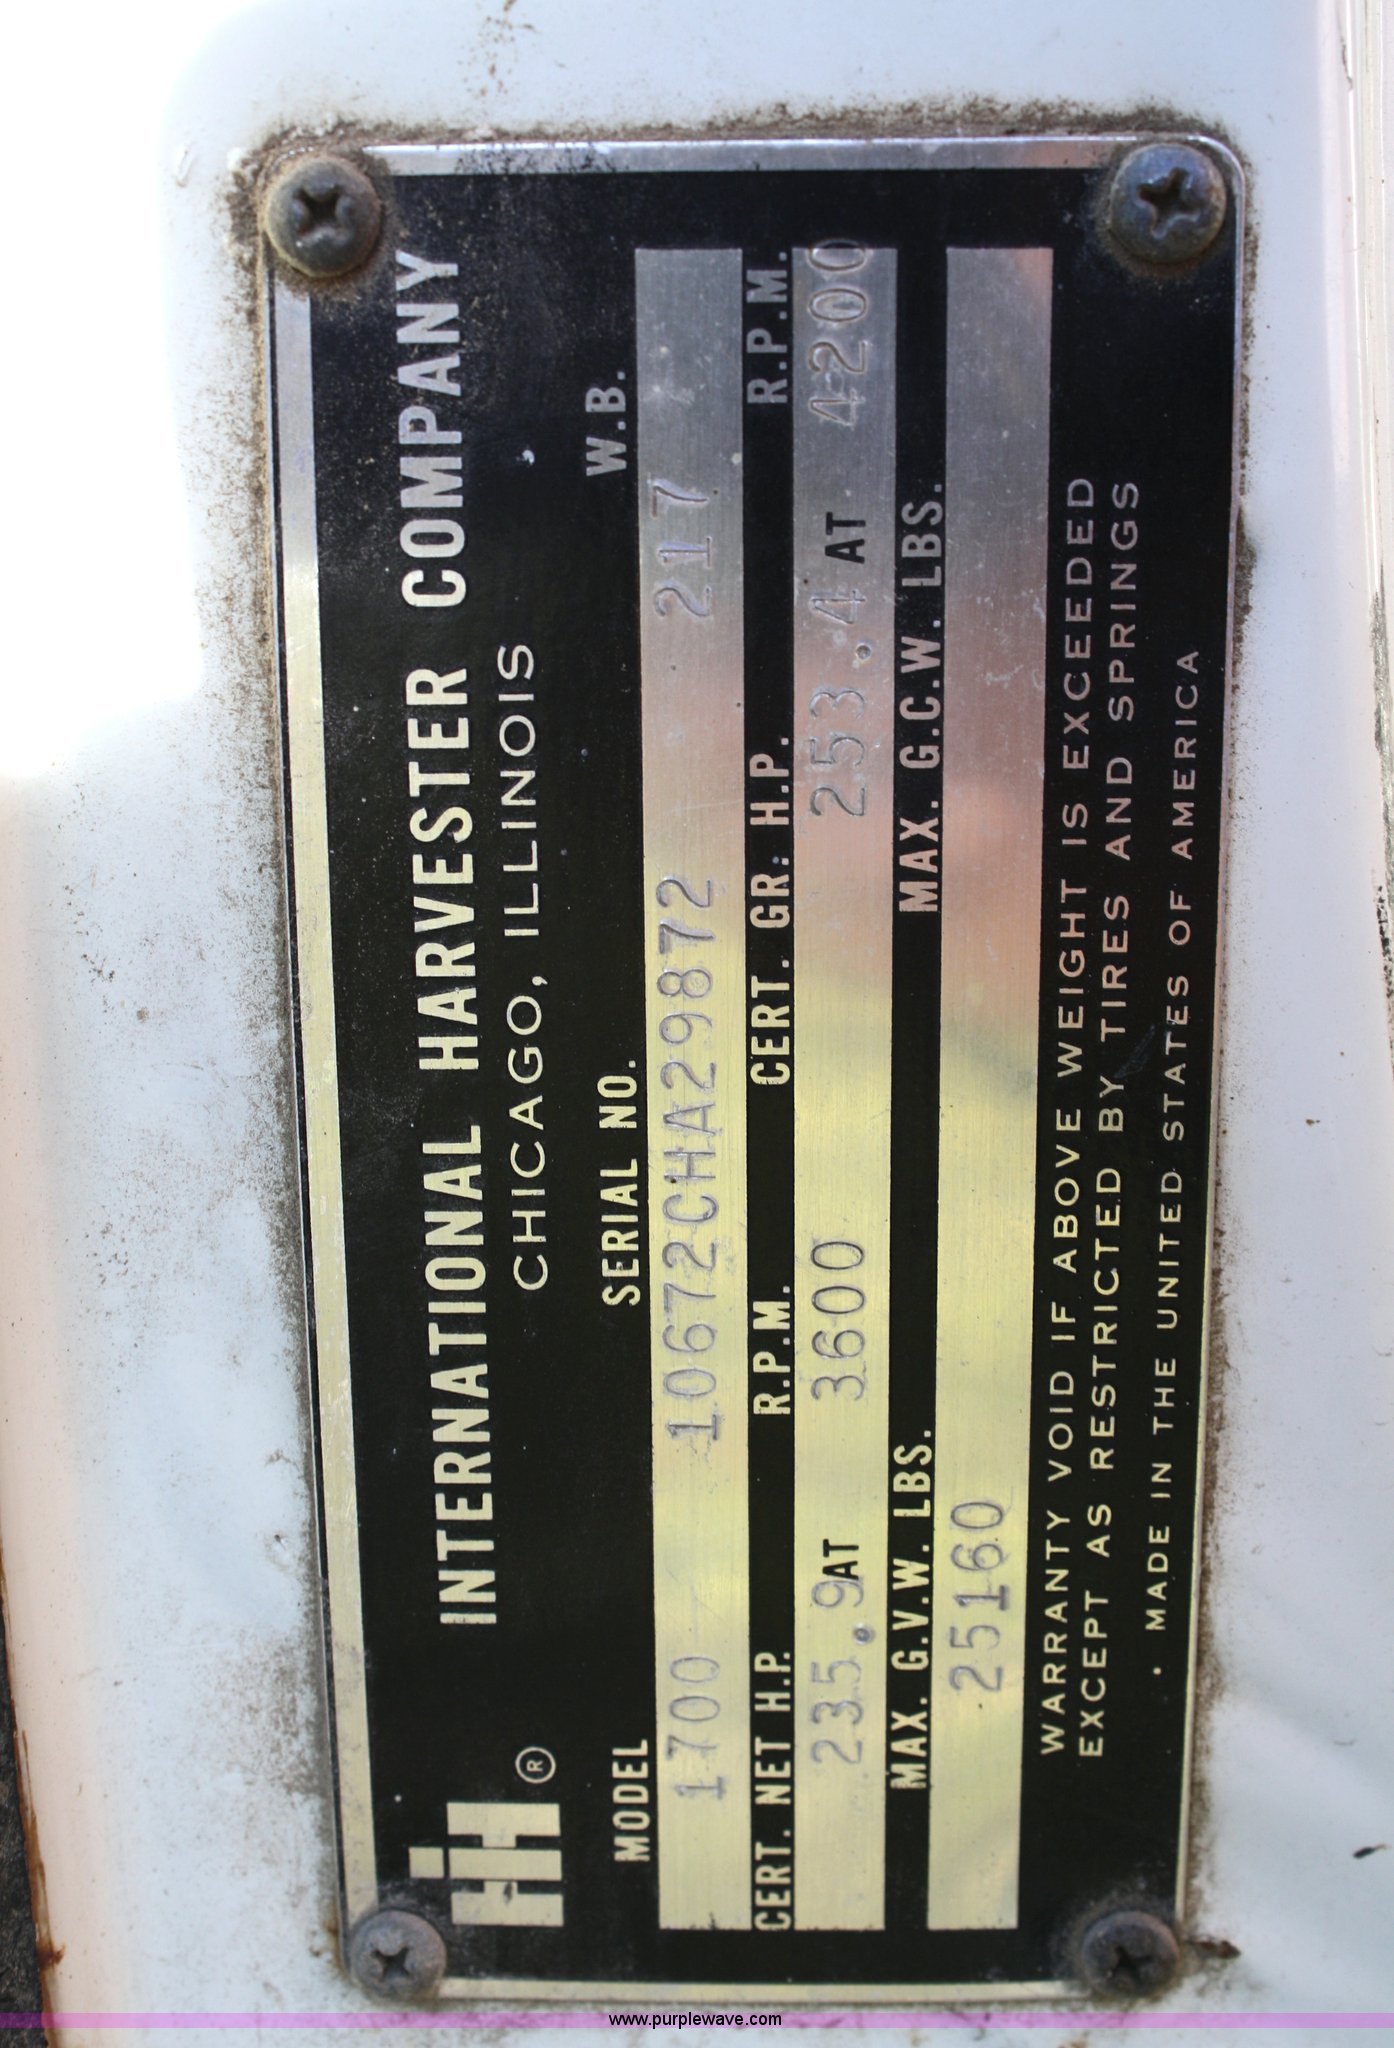 IH ® INTERNATIONAL HARVESTER COMPANY
CHICAGO, ILLINOIS
MODEL SERIAL NO. W.B.
1700 10672CHA29872 217
CERT. NET H.P. R.P.M. CERT. GR. H.P. R.P.M.
235.9 AT 3600 253.4 AT 4200
MAX. G.V.W. LBS. MAX. G.C.W. LBS.
25160
WARRANTY VOID IF ABOVE WEIGHT IS EXCEEDED
EXCEPT AS RESTRICTED BY TIRES AND SPRINGS
• MADE IN THE UNITED STATES OF AMERICA
www.purplewave.com